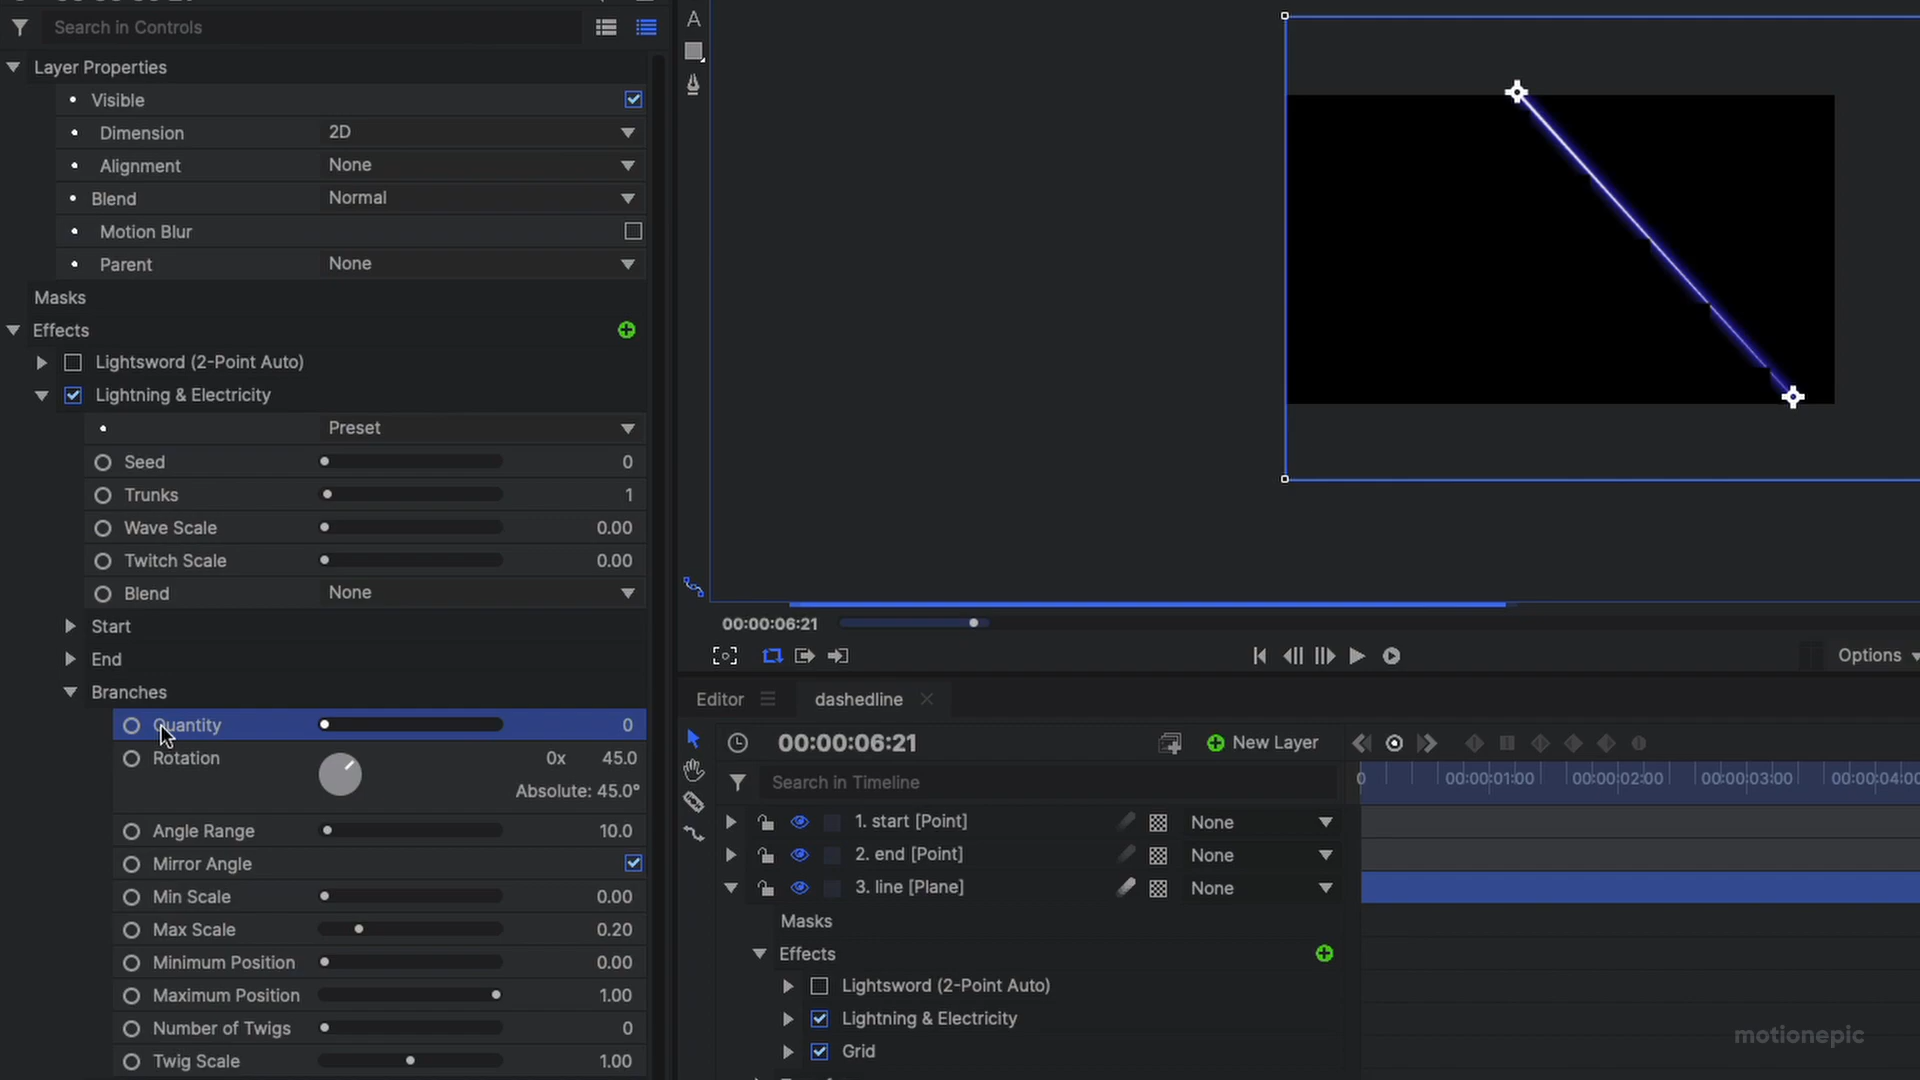 Search in Controls
Layer Properties
Visible
Dimension 2D
Alignment None
Blend Normal
Motion Blur
Parent None
Masks
Effects
Lightsword (2-Point Auto)
Lightning & Electricity
Preset
Seed 0
Trunks 1
Wave Scale 0.00
Twitch Scale 0.00
Blend None
Start
End
Branches
Quantity 0
Rotation 0x 45.0
Absolute: 45.0°
Angle Range 10.0
Mirror Angle
Min Scale 0.00
Max Scale 0.20
Minimum Position 0.00
Maximum Position 1.00
Number of Twigs 0
Twig Scale 1.00
A
00:00:06:21
Options
Editor dashedline
00:00:06:21 New Layer
Search in Timeline
0 00:00:01:00 00:00:02:00 00:00:03:00 00:00:04:00
1. start [Point] None
2. end [Point] None
3. line [Plane] None
Masks
Effects
Lightsword (2-Point Auto)
Lightning & Electricity
Grid
motionepic